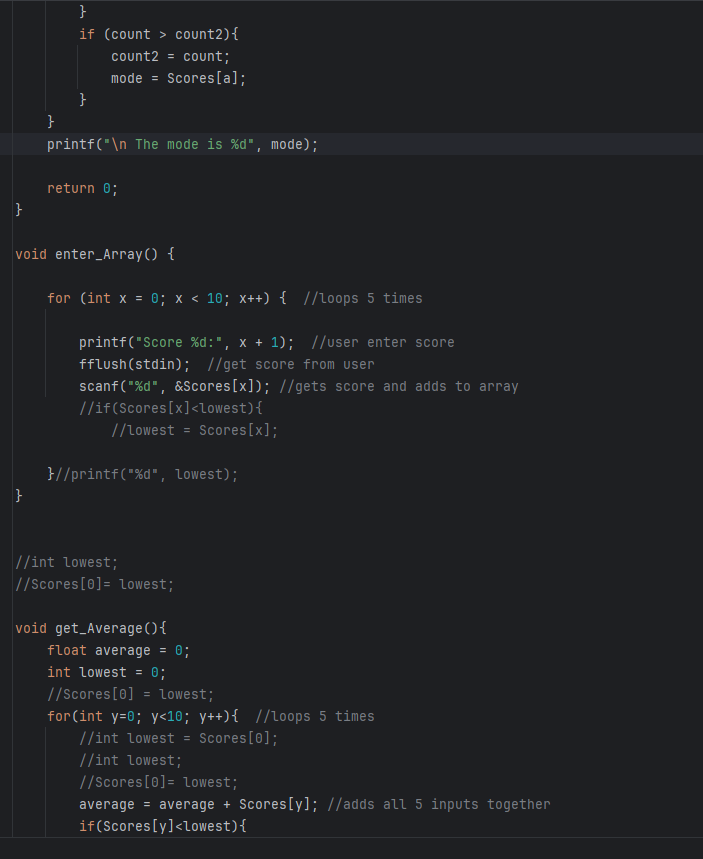 }
if (count > count2){
count2 = count;
mode = Scores[a];
}
}
printf("\n The mode is %d", mode);
return 0;
}
void enter_Array() {
for (int x = 0; x < 10; x++) {  //loops 5 times
printf("Score %d:", x + 1);  //user enter score
fflush(stdin);  //get score from user
scanf("%d", &Scores[x]); //gets score and adds to array
//if(Scores[x]<lowest){
//lowest = Scores[x];
}//printf("%d", lowest);
}
//int lowest;
//Scores[0]= lowest;
void get_Average(){
float average = 0;
int lowest = 0;
//Scores[0] = lowest;
for(int y=0; y<10; y++){  //loops 5 times
//int lowest = Scores[0];
//int lowest;
//Scores[0]= lowest;
average = average + Scores[y]; //adds all 5 inputs together
if(Scores[y]<lowest){